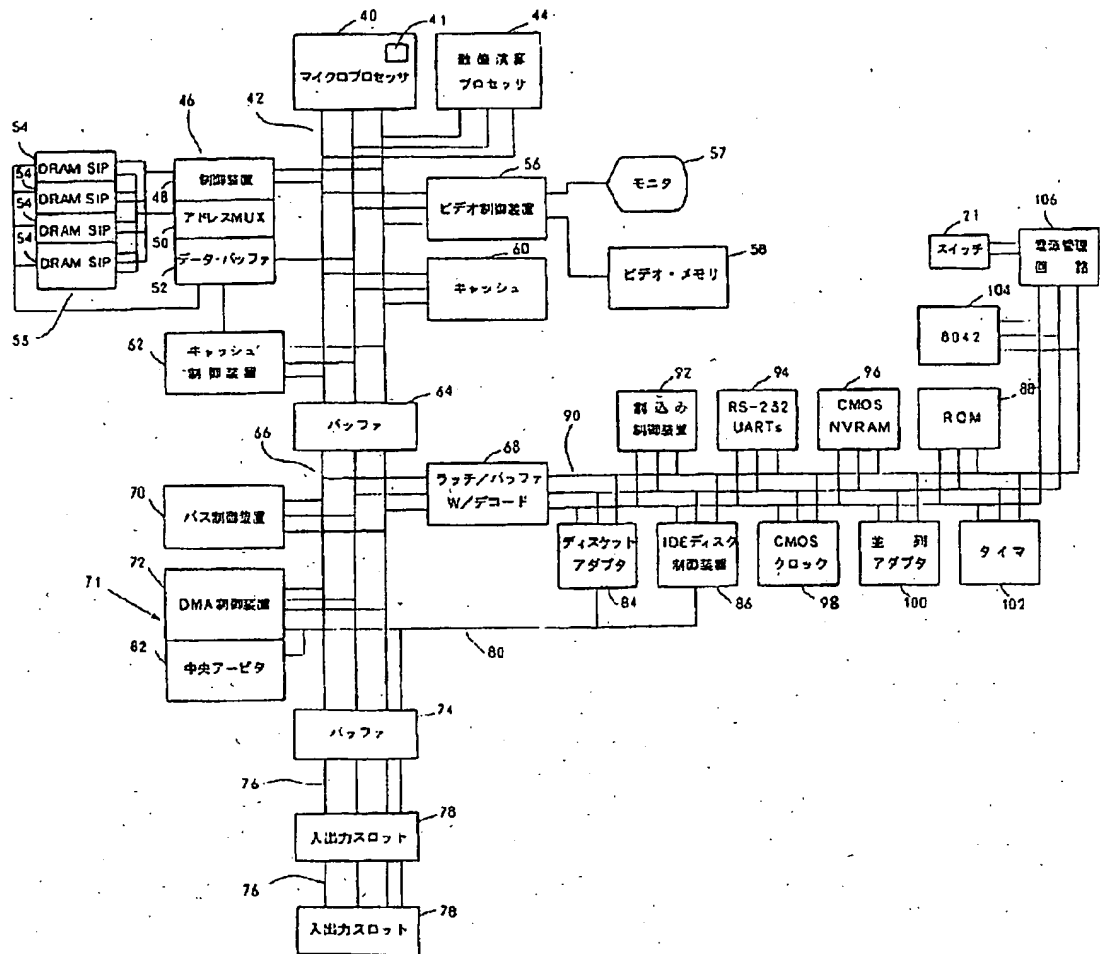 40
41
44
マイクロプロセッサ
数値演算
プロセッサ
42
46
54
DRAM SIP
54
DRAM SIP
54
DRAM SIP
54
DRAM SIP
55
制御装置
48
アドレスMUX
50
データ・バッファ
52
56
ビデオ制御装置
57
モニタ
58
ビデオ・メモリ
60
キャッシュ
21
スイッチ
106
電源管理
回路
104
8042
62
キャッシュ
制御装置
64
バッファ
66
68
ラッチ/バッファ
W/デコード
90
92
割込み
制御装置
94
RS-232
UARTs
96
CMOS
NVRAM
88
ROM
70
バス制御装置
ディスケット
アダプタ
84
IDEディスク
制御装置
86
CMOS
クロック
98
並列
アダプタ
100
タイマ
102
71
72
DMA制御装置
82
中央アービタ
80
74
バッファ
76
78
入出力スロット
76
78
入出力スロット